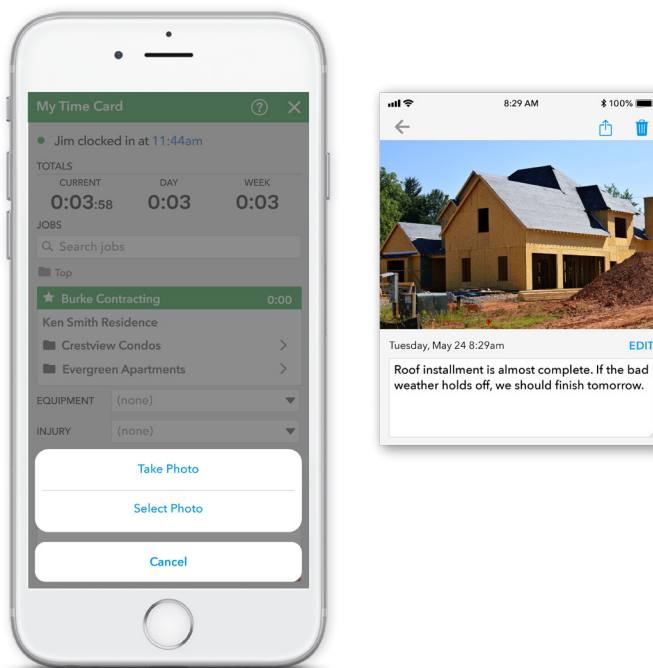 My Time Card
Jim clocked in at 11:44am
TOTALS
CURRENT DAY WEEK
0:03:58 0:03 0:03
JOBS
Search jobs
Top
Burke Contracting 0:00
Ken Smith Residence
Crestview Condos
Evergreen Apartments
EQUIPMENT (none)
INJURY (none)
Take Photo
Select Photo
Cancel
8:29 AM 100%
Tuesday, May 24 8:29am EDIT
Roof installment is almost complete. If the bad
weather holds off, we should finish tomorrow.